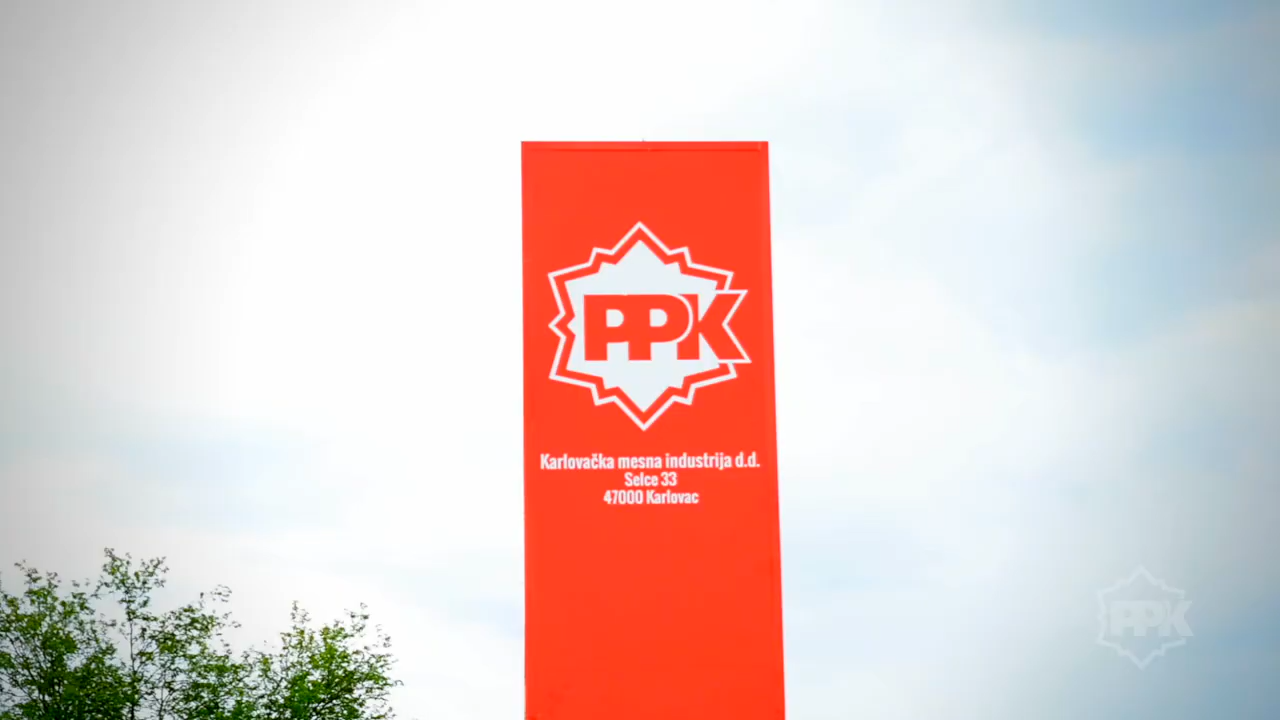 PPK
Karlovačka mesna industrija d.d.
Selce 33
47000 Karlovac
PPK